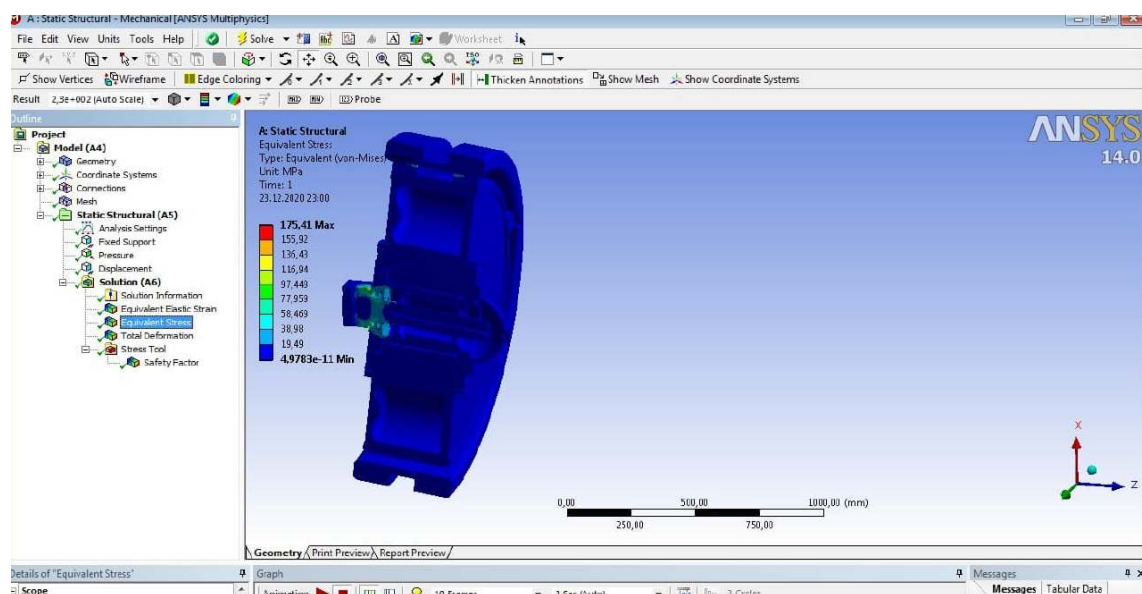 A : Static Structural - Mechanical [ANSYS Multiphysics]
File Edit View Units Tools Help Solve Worksheet
Show Vertices Wireframe Edge Coloring Thicken Annotations Show Mesh Show Coordinate Systems
Result 2,3e+002 (Auto Scale) Probe
Outline
Project
Model (A4)
Geometry
Coordinate Systems
Connections
Mesh
Static Structural (A5)
Analysis Settings
Fixed Support
Pressure
Displacement
Solution (A6)
Solution Information
Equivalent Elastic Strain
Equivalent Stress
Total Deformation
Stress Tool
Safety Factor
A: Static Structural
Equivalent Stress
Type: Equivalent (von-Mises)
Unit: MPa
Time: 1
23.12.2020 23:00
175,41 Max
155,92
136,43
116,94
97,449
77,959
58,469
38,98
19,49
4,9783e-11 Min
ANSYS
14.0
X
Z
0,00 500,00 1000,00 (mm)
250,00 750,00
Geometry Print Preview Report Preview
Details of "Equivalent Stress"
Graph
Messages
Scope
Animation 10 Frames 2 Cycles
Messages Tabular Data